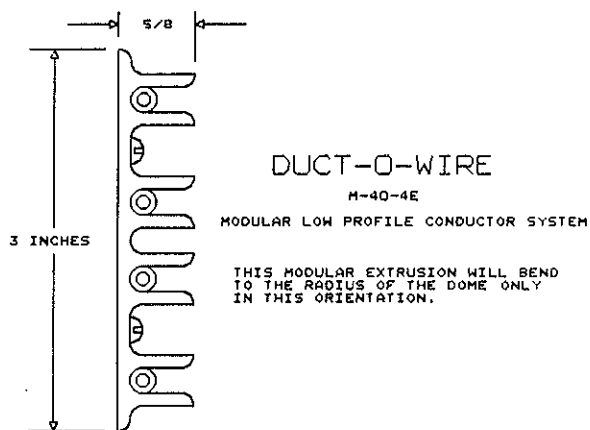 5/8
3 INCHES
DUCT-O-WIRE
M-40-4E
MODULAR LOW PROFILE CONDUCTOR SYSTEM
THIS MODULAR EXTRUSION WILL BEND
TO THE RADIUS OF THE DOME ONLY
IN THIS ORIENTATION.